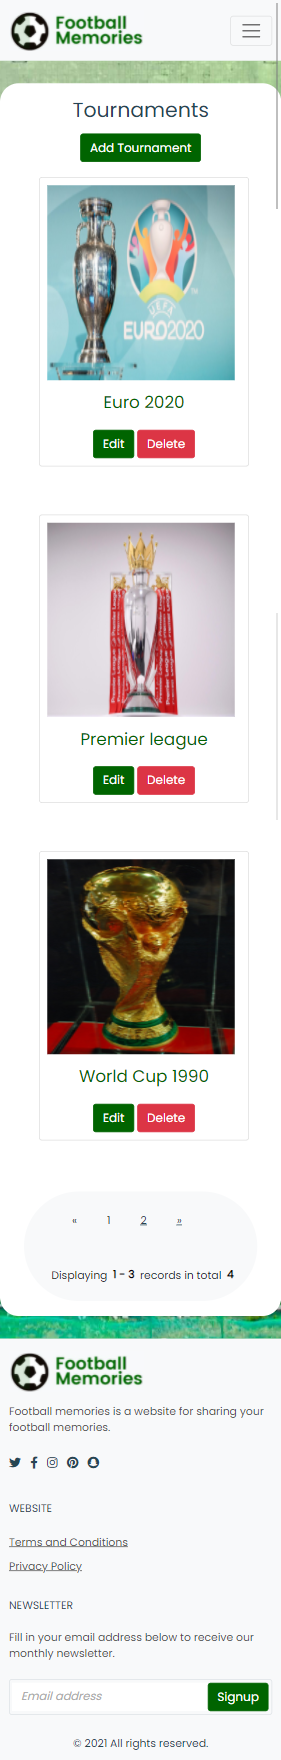 Football
Memories
Tournaments
Add Tournament
UEFA
EURO2020
Euro 2020
Edit Delete
Premier league
Edit Delete
World Cup 1990
Edit Delete
« 1 2 »
Displaying 1 - 3 records in total 4
Football
Memories
Football memories is a website for sharing your
football memories.
WEBSITE
Terms and Conditions
Privacy Policy
NEWSLETTER
Fill in your email address below to receive our
monthly newsletter.
Email address Signup
© 2021 All rights reserved.